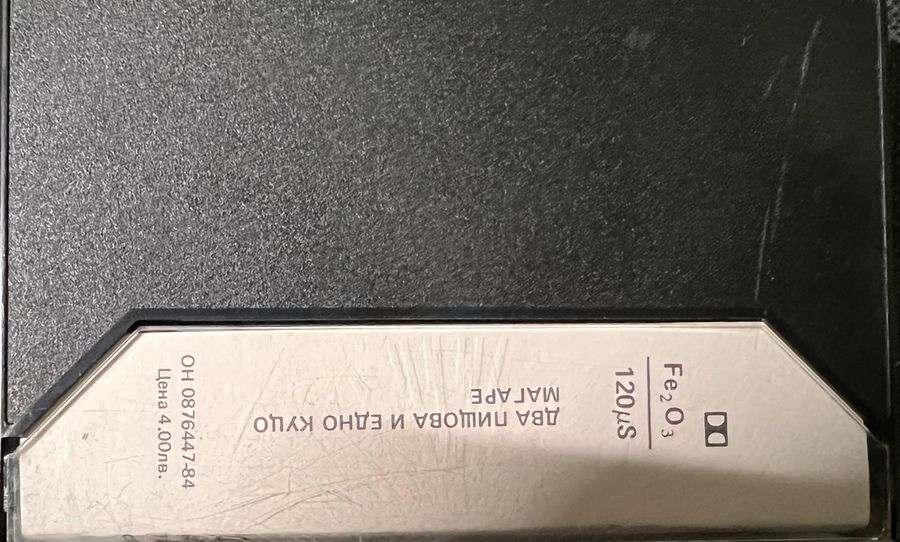 Fe₂O₃
120µS
ДВА ПИЩОВА И ЕДНО КУЦО
МАГАРЕ
ОН 0876447-84
Цена 4.00лв.